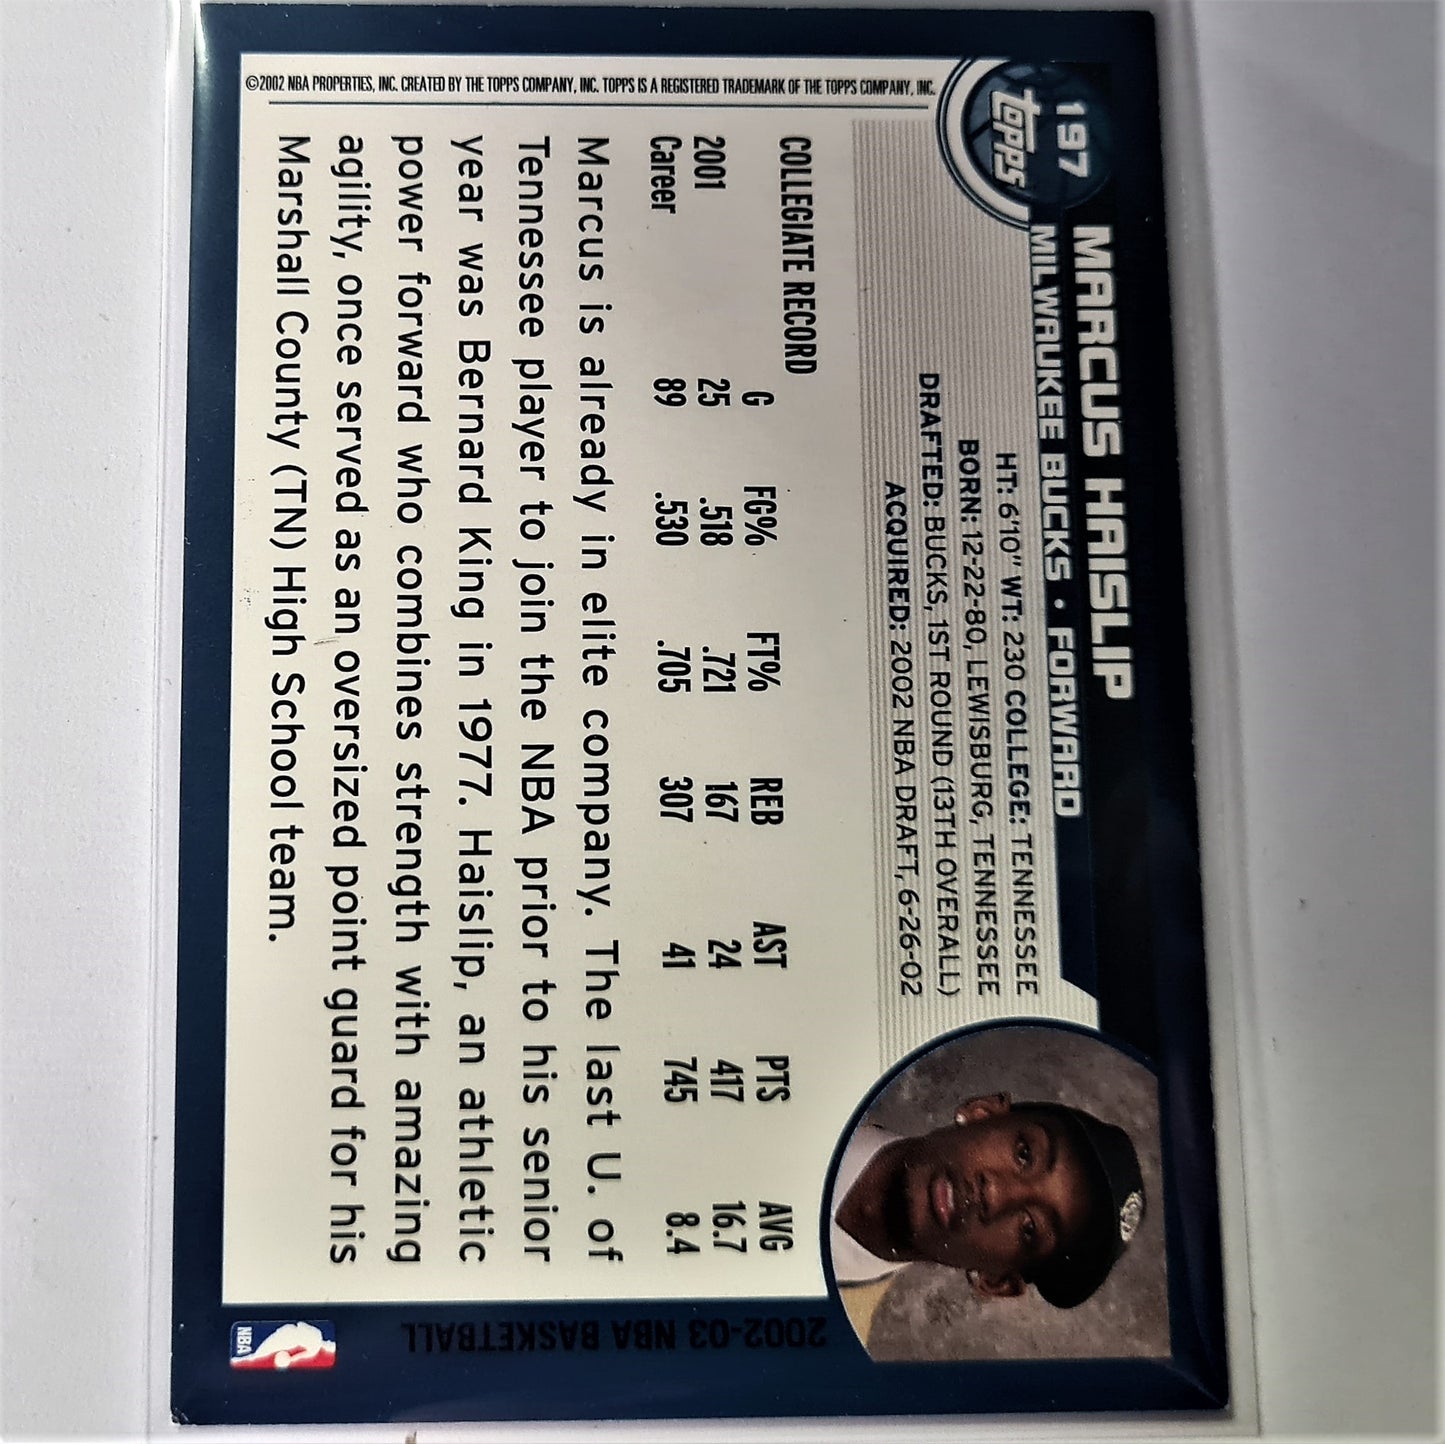 197
topps
MARCUS HAISLIP
MILWAUKEE BUCKS • FORWARD
HT: 6'10" WT: 230 COLLEGE: TENNESSEE
BORN: 12-22-80, LEWISBURG, TENNESSEE
DRAFTED: BUCKS, 1ST ROUND (13TH OVERALL)
ACQUIRED: 2002 NBA DRAFT, 6-26-02
COLLEGIATE RECORD
G FG% FT% REB AST PTS AVG
2001 25 .518 .721 167 24 417 16.7
Career 89 .530 .705 307 41 745 8.4
Marcus is already in elite company. The last U. of
Tennessee player to join the NBA prior to his senior
year was Bernard King in 1977. Haislip, an athletic
power forward who combines strength with amazing
agility, once served as an oversized point guard for his
Marshall County (TN) High School team.
©2002 NBA PROPERTIES, INC. CREATED BY THE TOPPS COMPANY, INC. TOPPS IS A REGISTERED TRADEMARK OF THE TOPPS COMPANY, INC.
2002-03 NBA BASKETBALL
NBA